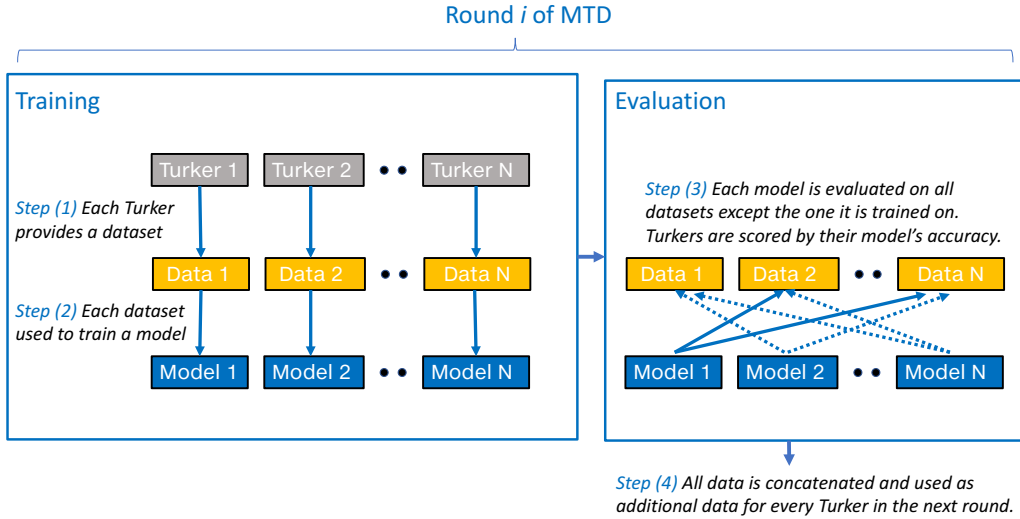 Round i of MTD
Training
Turker 1
Turker 2
Turker N
Step (1) Each Turker
provides a dataset
Data 1
Data 2
Data N
Step (2) Each dataset
used to train a model
Model 1
Model 2
Model N
Evaluation
Step (3) Each model is evaluated on all
datasets except the one it is trained on.
Turkers are scored by their model's accuracy.
Data 1
Data 2
Data N
Model 1
Model 2
Model N
Step (4) All data is concatenated and used as
additional data for every Turker in the next round.